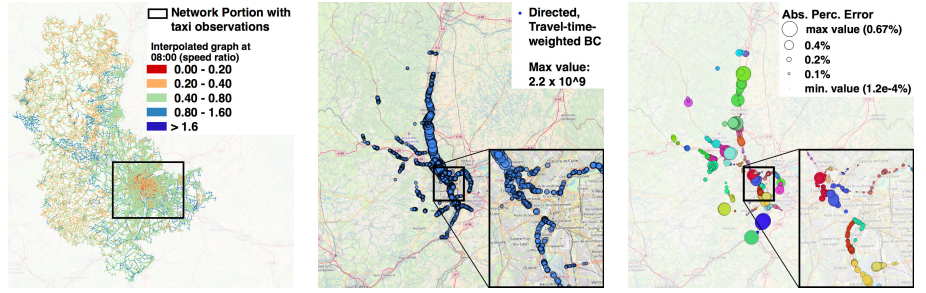 Network Portion with
taxi observations
Interpolated graph at
08:00 (speed ratio)
0.00 - 0.20
0.20 - 0.40
0.40 - 0.80
0.80 - 1.60
> 1.6
Directed,
Travel-time-
weighted BC
Max value:
2.2 x 10^9
Abs. Perc. Error
max value (0.67%)
0.4%
0.2%
0.1%
min. value (1.2e-4%)